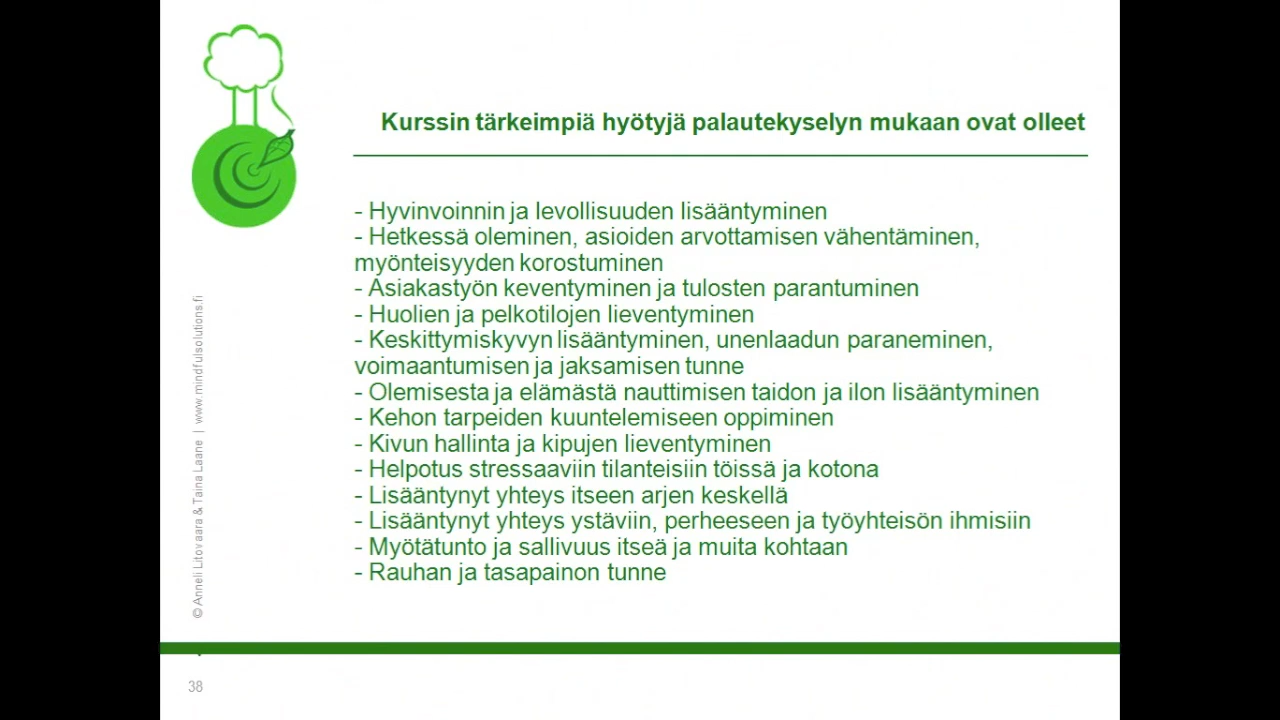 Kurssin tärkeimpiä hyötyjä palautekyselyn mukaan ovat olleet
- Hyvinvoinnin ja levollisuuden lisääntyminen
- Hetkessä oleminen, asioiden arvottamisen vähentäminen,
myönteisyyden korostuminen
- Asiakastyön keventyminen ja tulosten parantuminen
- Huolien ja pelkotilojen lieventyminen
- Keskittymiskyvyn lisääntyminen, unenlaadun paraneminen,
voimaantumisen ja jaksamisen tunne
- Olemisesta ja elämästä nauttimisen taidon ja ilon lisääntyminen
- Kehon tarpeiden kuuntelemiseen oppiminen
- Kivun hallinta ja kipujen lieventyminen
- Helpotus stressaaviin tilanteisiin töissä ja kotona
- Lisääntynyt yhteys itseen arjen keskellä
- Lisääntynyt yhteys ystäviin, perheeseen ja työyhteisön ihmisiin
- Myötätunto ja sallivuus itseä ja muita kohtaan
- Rauhan ja tasapainon tunne
© Anneli Litovaara & Taina Laane | www.mindfulsolutions.fi
38